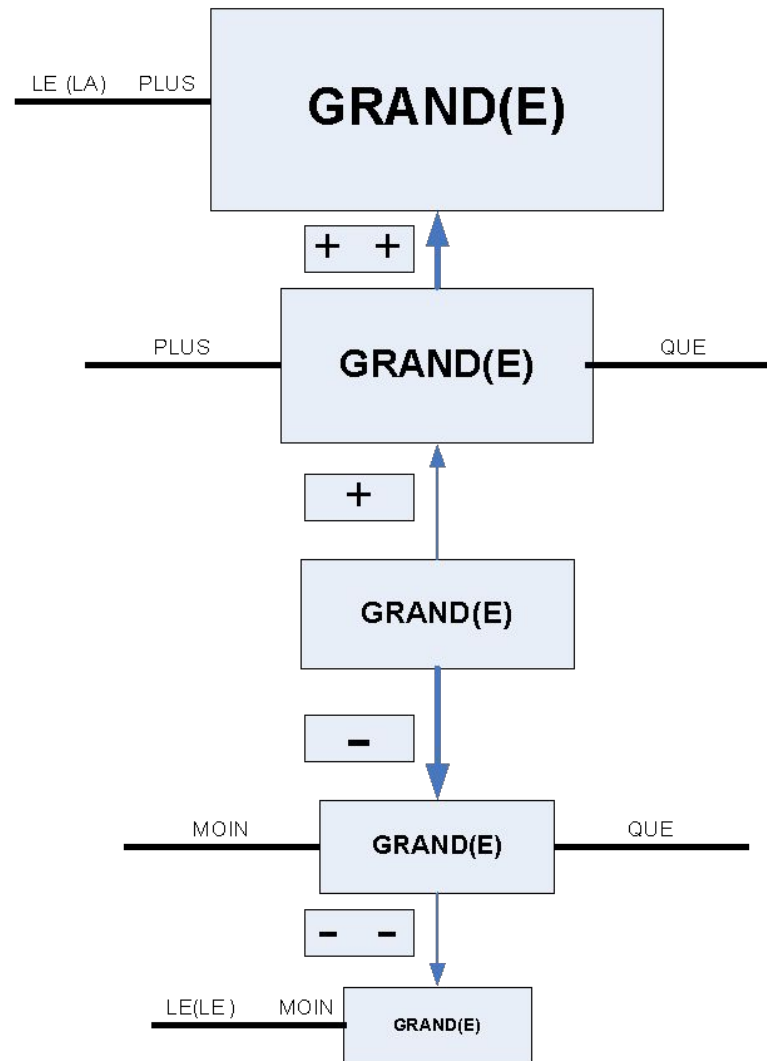 LE (LA) PLUS GRAND(E)
+ +
PLUS GRAND(E) QUE
+
GRAND(E)
-
MOIN GRAND(E) QUE
- -
LE(LE) MOIN GRAND(E)